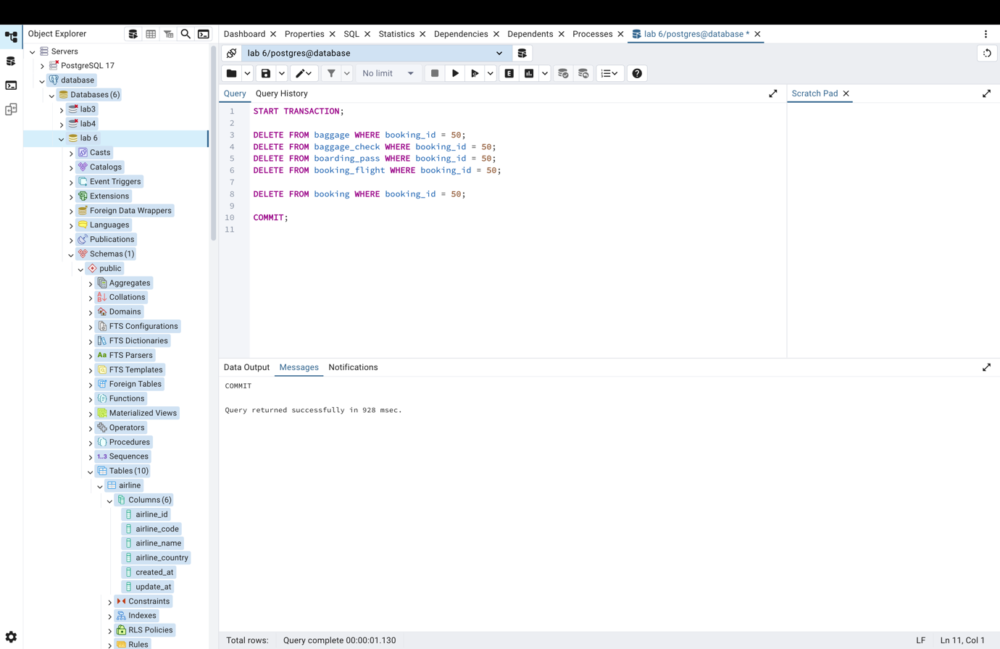 Object Explorer
Dashboard Properties SQL Statistics Dependencies Dependents Processes lab 6/postgres@database *
Servers
PostgreSQL 17
database
Databases (6)
lab3
lab4
lab 6
Casts
Catalogs
Event Triggers
Extensions
Foreign Data Wrappers
Languages
Publications
Schemas (1)
public
Aggregates
Collations
Domains
FTS Configurations
FTS Dictionaries
Aa FTS Parsers
FTS Templates
Foreign Tables
Functions
Materialized Views
Operators
Procedures
1..3 Sequences
Tables (10)
airline
Columns (6)
airline_id
airline_code
airline_name
airline_country
created_at
update_at
Constraints
Indexes
RLS Policies
Rules
lab 6/postgres@database
No limit E
Query Query History
1 START TRANSACTION;
2
3 DELETE FROM baggage WHERE booking_id = 50;
4 DELETE FROM baggage_check WHERE booking_id = 50;
5 DELETE FROM boarding_pass WHERE booking_id = 50;
6 DELETE FROM booking_flight WHERE booking_id = 50;
7
8 DELETE FROM booking WHERE booking_id = 50;
9
10 COMMIT;
11
Scratch Pad
Data Output Messages Notifications
COMMIT
Query returned successfully in 928 msec.
Total rows: Query complete 00:00:01.130 LF Ln 11, Col 1